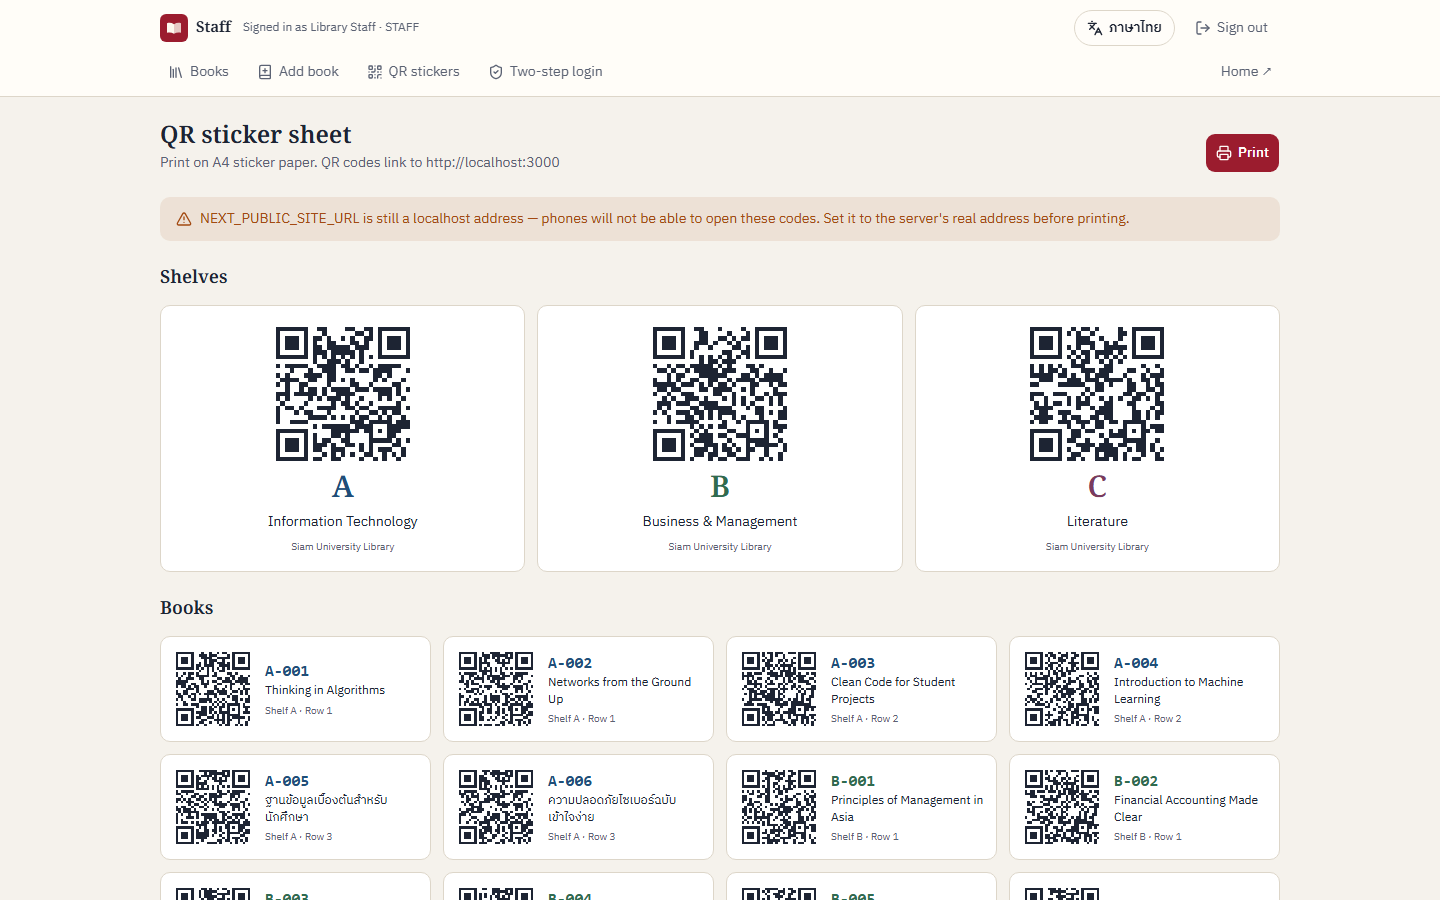 Staff
Signed in as Library Staff · STAFF
ภาษาไทย
Sign out
Books
Add book
QR stickers
Two-step login
Home ↗
QR sticker sheet
Print on A4 sticker paper. QR codes link to http://localhost:3000
Print
NEXT_PUBLIC_SITE_URL is still a localhost address — phones will not be able to open these codes. Set it to the server's real address before printing.
Shelves
A
Information Technology
Siam University Library
B
Business & Management
Siam University Library
C
Literature
Siam University Library
Books
A-001
Thinking in Algorithms
Shelf A · Row 1
A-002
Networks from the Ground
Up
Shelf A · Row 1
A-003
Clean Code for Student
Projects
Shelf A · Row 2
A-004
Introduction to Machine
Learning
Shelf A · Row 2
A-005
ฐานข้อมูลเบื้องต้นสำหรับ
นักศึกษา
Shelf A · Row 3
A-006
ความปลอดภัยไซเบอร์ฉบับ
เข้าใจง่าย
Shelf A · Row 3
B-001
Principles of Management in
Asia
Shelf B · Row 1
B-002
Financial Accounting Made
Clear
Shelf B · Row 1
B-003
B-004
B-005